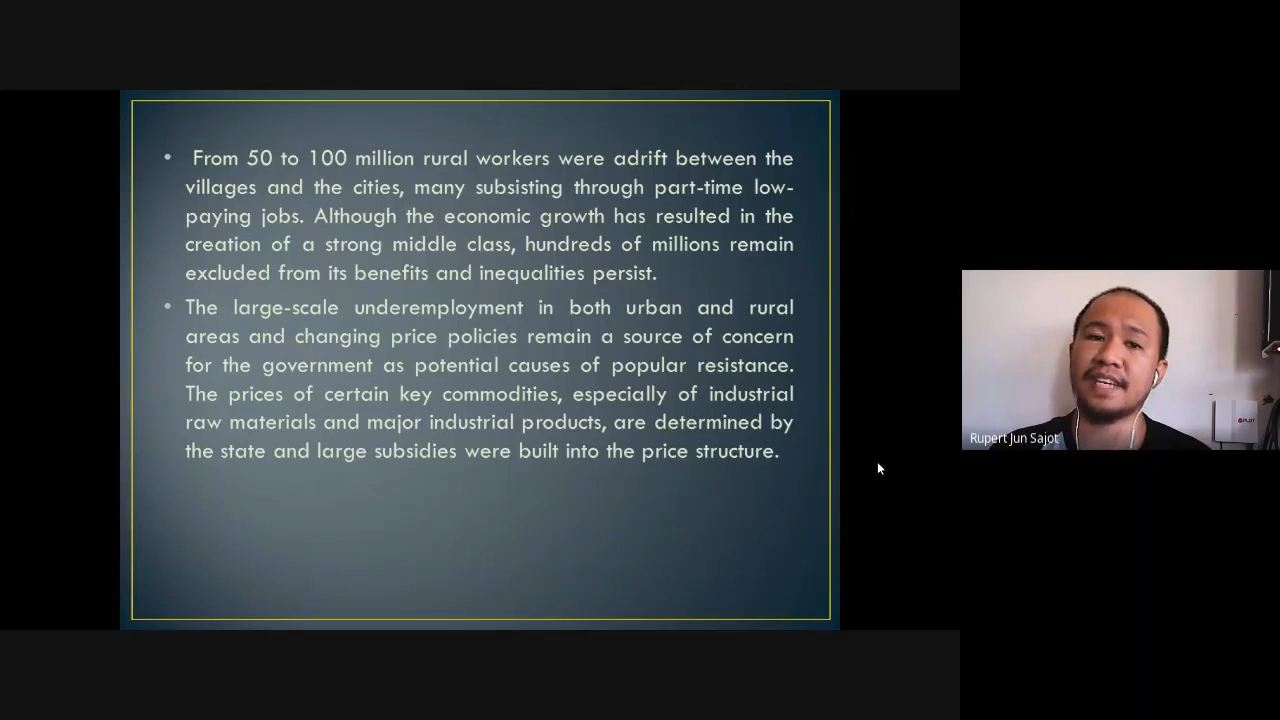 • From 50 to 100 million rural workers were adrift between the
villages and the cities, many subsisting through part-time low-
paying jobs. Although the economic growth has resulted in the
creation of a strong middle class, hundreds of millions remain
excluded from its benefits and inequalities persist.
• The large-scale underemployment in both urban and rural
areas and changing price policies remain a source of concern
for the government as potential causes of popular resistance.
The prices of certain key commodities, especially of industrial
raw materials and major industrial products, are determined by
the state and large subsidies were built into the price structure.
PLDT
Rupert Jun Sajot